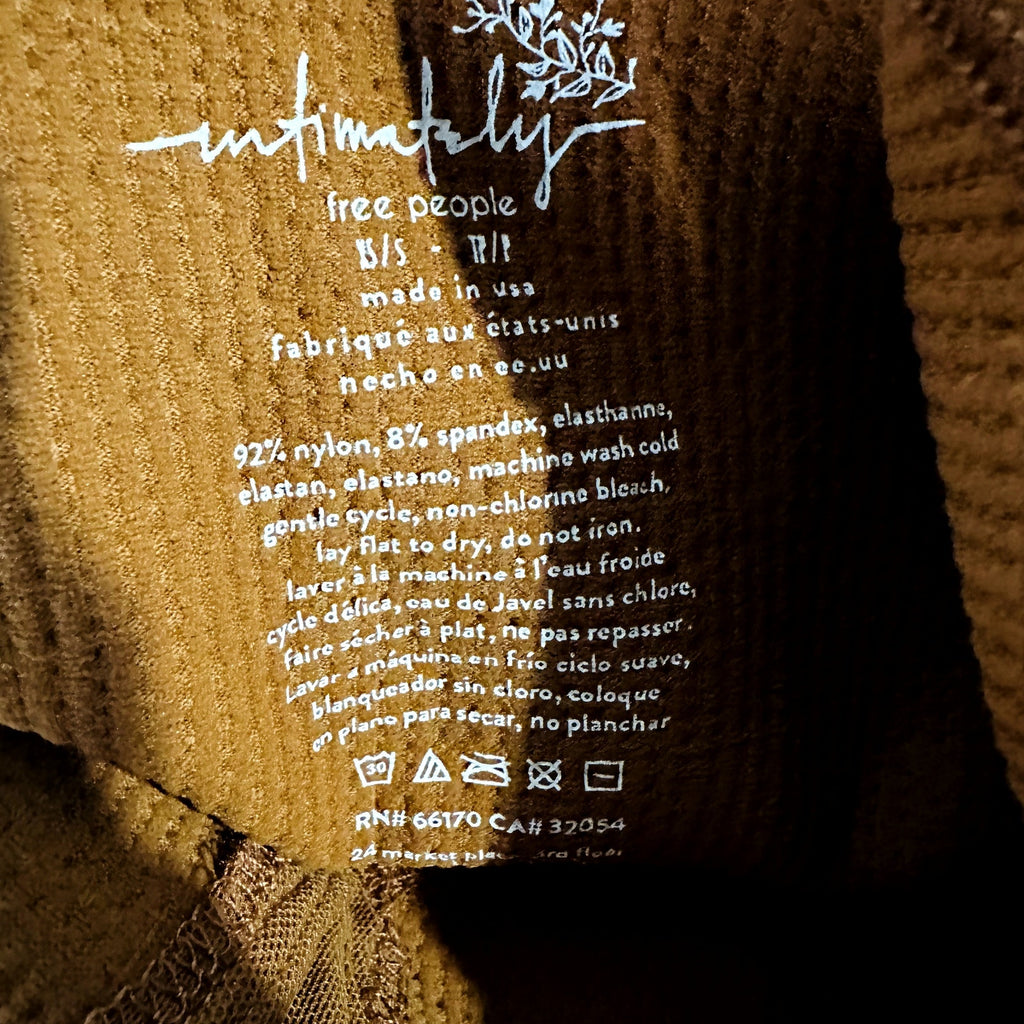 intimately
free people
XS/S - TP/P
made in usa
fabriqué aux états-unis
hecho en ee.uu
92% nylon, 8% spandex, elasthanne,
elastan, elastano, machine wash cold
gentle cycle, non-chlorine bleach,
lay flat to dry, do not iron.
laver à la machine à l'eau froide
cycle délica, eau de Javel sans chlore,
faire sécher à plat, ne pas repasser.
Lavar a máquina en frío ciclo suave,
blanqueador sin cloro, coloque
en plano para secar, no planchar
30
RN# 66170 CA# 32054
24 market floor